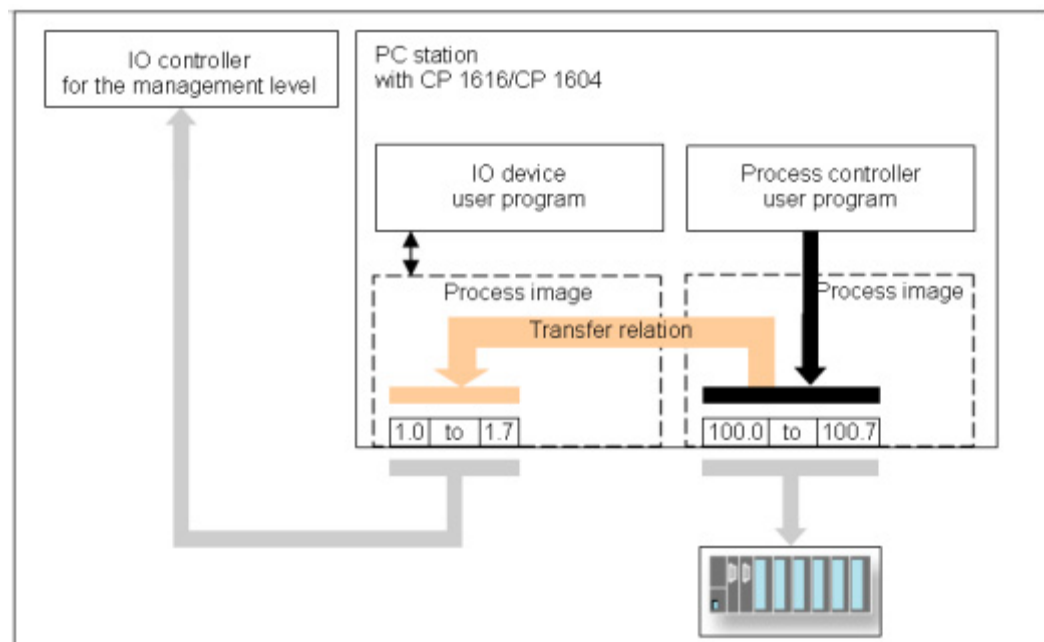 IO controller
for the management level
PC station
with CP 1616/CP 1604
IO device
user program
Process controller
user program
Process image
Process image
Transfer relation
1.0 to 1.7
100.0 to 100.7